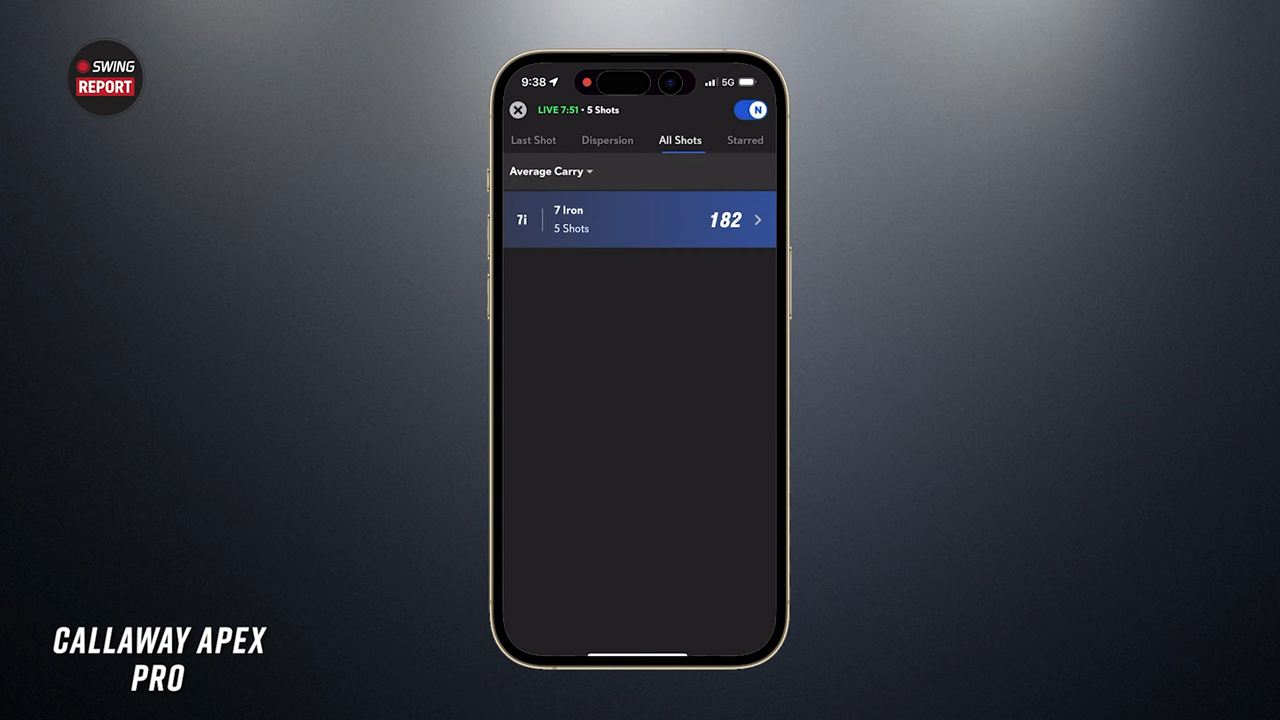 SWING
REPORT
9:38
5G
LIVE 7:51 • 5 Shots
N
Last Shot Dispersion All Shots Starred
Average Carry
7i 7 Iron 182
5 Shots
CALLAWAY APEX
PRO